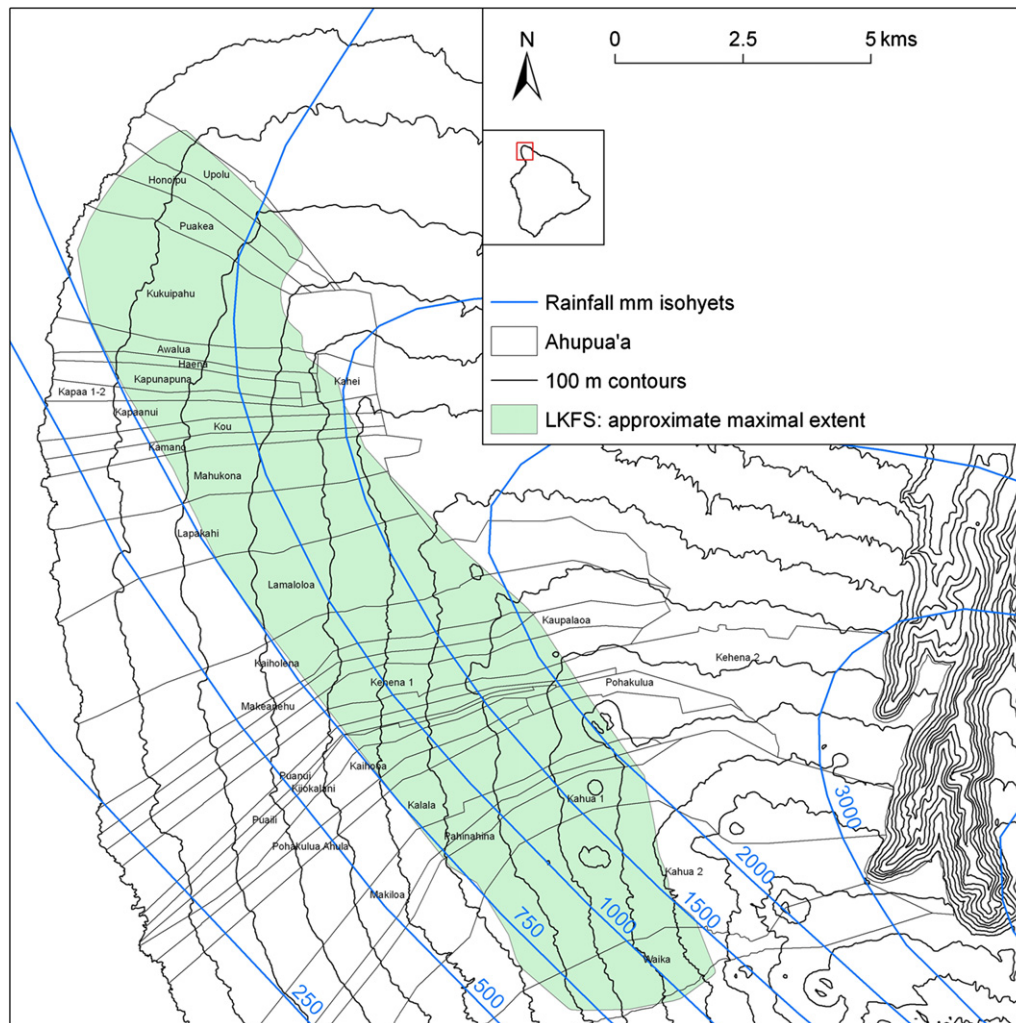 N
0
2.5
5 kms
Rainfall mm isohyets
Ahupua'a
100 m contours
LKFS: approximate maximal extent
Upolu
Honoipu
Puakea
Kukuipahu
Awalua
Haena
Kapunapuna
Kahei
Kapaa 1-2
Kapaanui
Kou
Kamano
Mahukona
Lapakahi
Lamaloloa
Kaupalaoa
Kehena 2
Kaiholena
Kehena 1
Pohakulua
Makeanehu
Kaihooa
Puanui
Kiiokalani
Kalala
Kahua 1
Puaili
Pahinahina
Pohakulua Ahula
Kahua 2
Makiloa
Waika
250
500
750
1000
1500
2000
3000